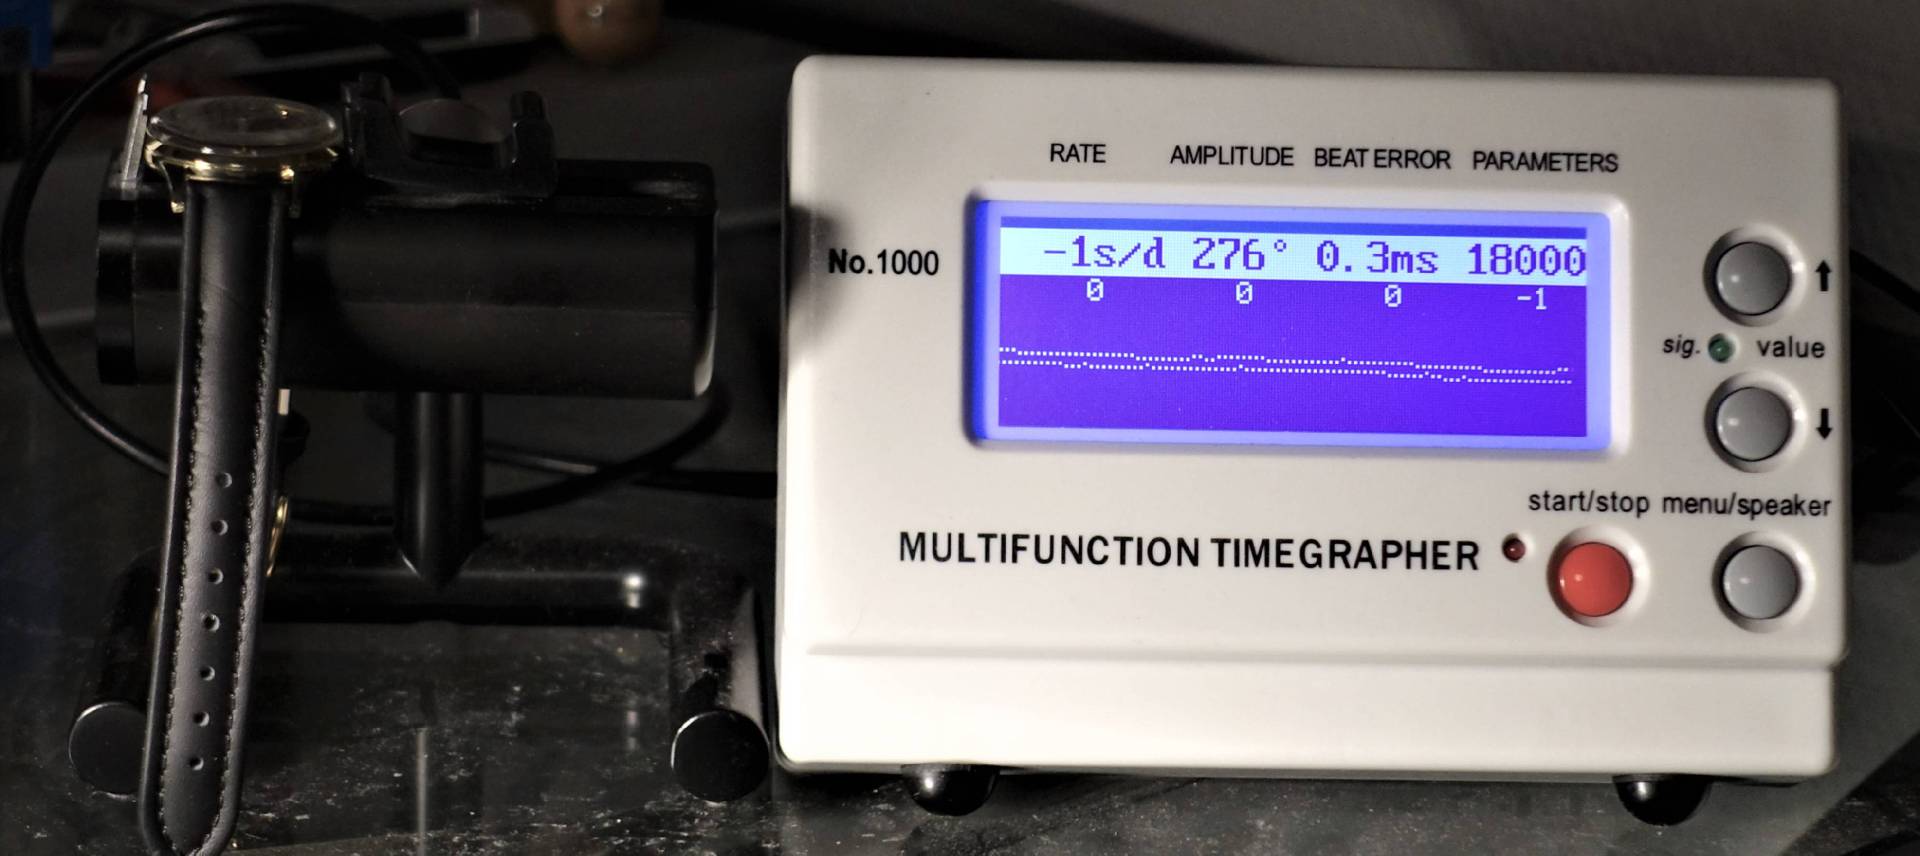 RATE AMPLITUDE BEAT ERROR PARAMETERS
No.1000
-1s/d 276° 0.3ms 18000
0 0 0 -1
↑
sig. value
↓
start/stop menu/speaker
MULTIFUNCTION TIMEGRAPHER